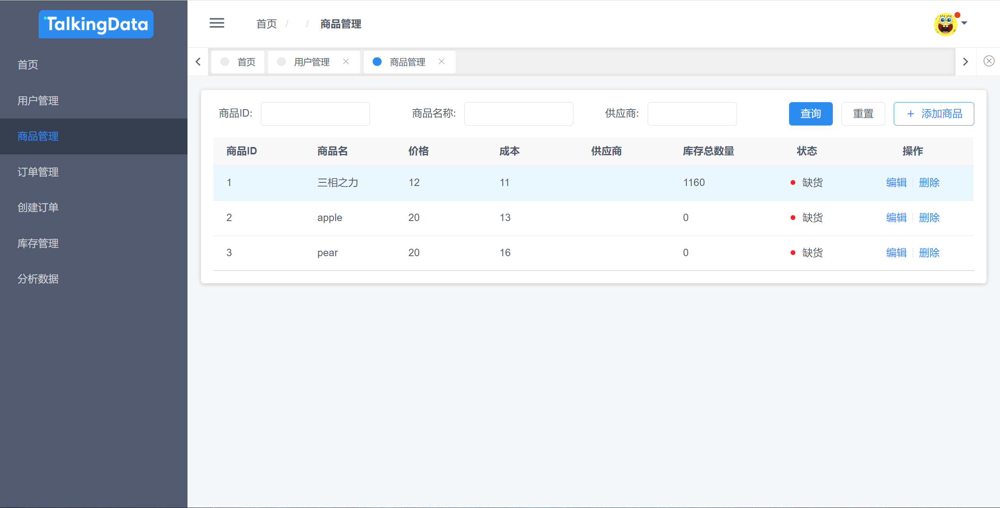 TalkingData
首页
用户管理
商品管理
订单管理
创建订单
库存管理
分析数据
首页 / / 商品管理
首页 用户管理 商品管理
商品ID: 商品名称: 供应商: 查询 重置 + 添加商品
商品ID 商品名 价格 成本 供应商 库存总数量 状态 操作
1 三相之力 12 11 1160 缺货 编辑 删除
2 apple 20 13 0 缺货 编辑 删除
3 pear 20 16 0 缺货 编辑 删除